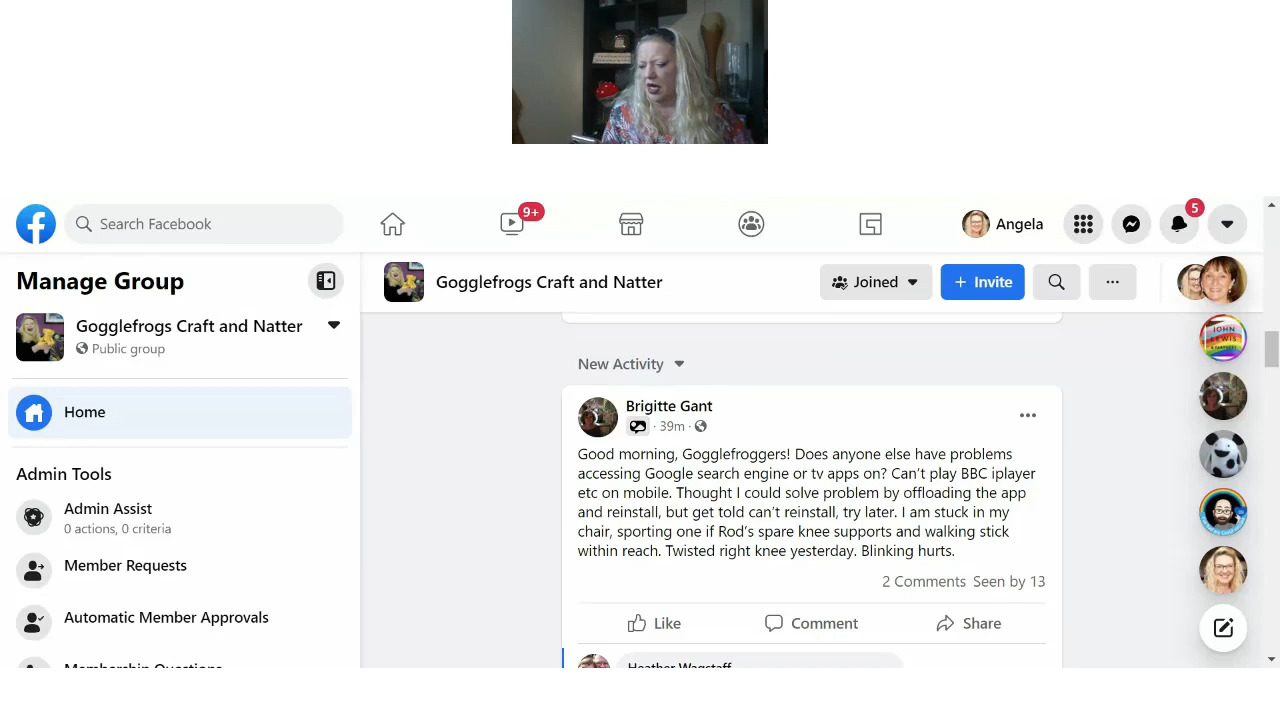 9+
5
Search Facebook
Angela
Manage Group
Gogglefrogs Craft and Natter
Joined
+ Invite
Gogglefrogs Craft and Natter
Public group
JOHN
LEWIS
New Activity
Home
Brigitte Gant
· 39m ·
Good morning, Gogglefroggers! Does anyone else have problems
accessing Google search engine or tv apps on? Can't play BBC iplayer
etc on mobile. Thought I could solve problem by offloading the app
and reinstall, but get told can't reinstall, try later. I am stuck in my
chair, sporting one if Rod's spare knee supports and walking stick
within reach. Twisted right knee yesterday. Blinking hurts.
Admin Tools
Admin Assist
0 actions, 0 criteria
Member Requests
2 Comments Seen by 13
Automatic Member Approvals
Like
Comment
Share
Membership Questions
Heather Wagstaff